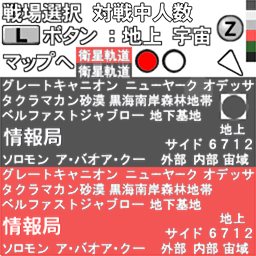 戦場選択 対戦中人数
L ボタン :地上 宇宙 Z
マップへ 衛星軌道
衛星軌道
グレートキャニオン ニューヤーク オデッサ
タクラマカン砂漠 黒海南岸森林地帯
ベルファストジャブロー 地下基地
情報局 地上
サイド 6 7 1 2
ソロモン ア・バオア・クー 外部 内部 宙域
グレートキャニオン ニューヤーク オデッサ
タクラマカン砂漠 黒海南岸森林地帯
ベルファストジャブロー 地下基地
情報局 地上
サイド 6 7 1 2
ソロモン ア・バオア・クー 外部 内部 宙域